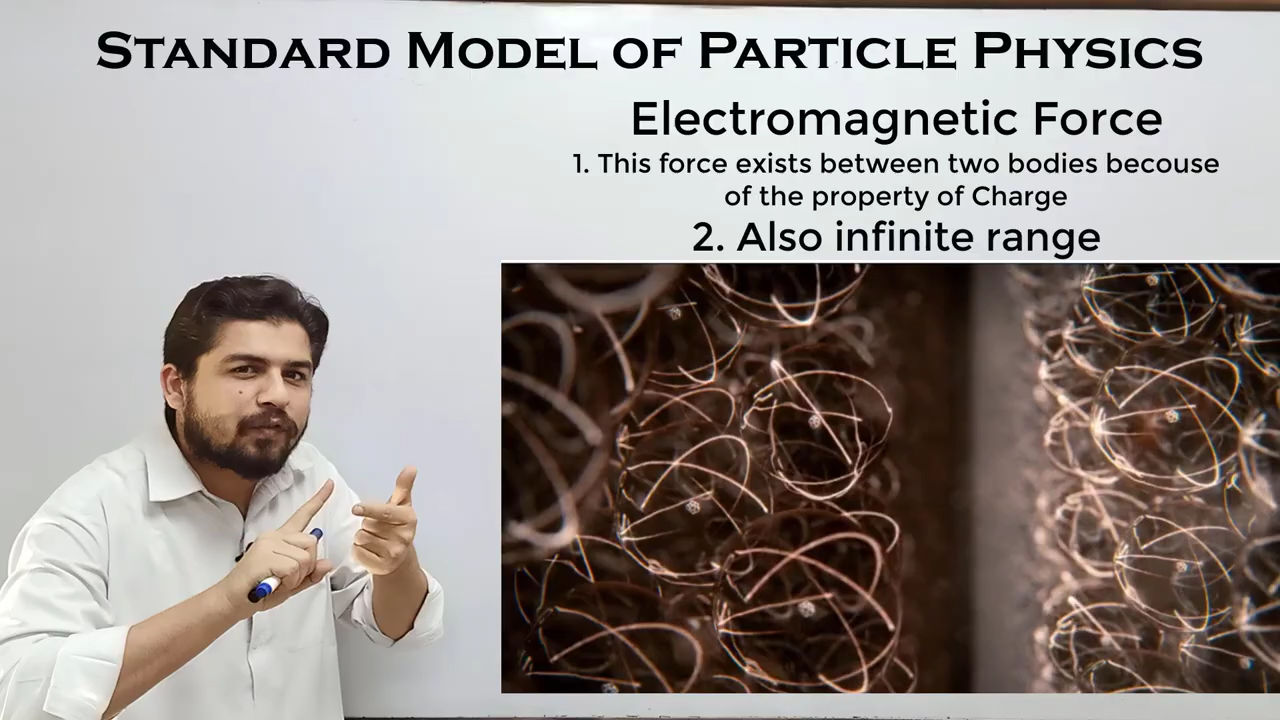 Standard Model of Particle Physics
Electromagnetic Force
1. This force exists between two bodies becouse
of the property of Charge
2. Also infinite range